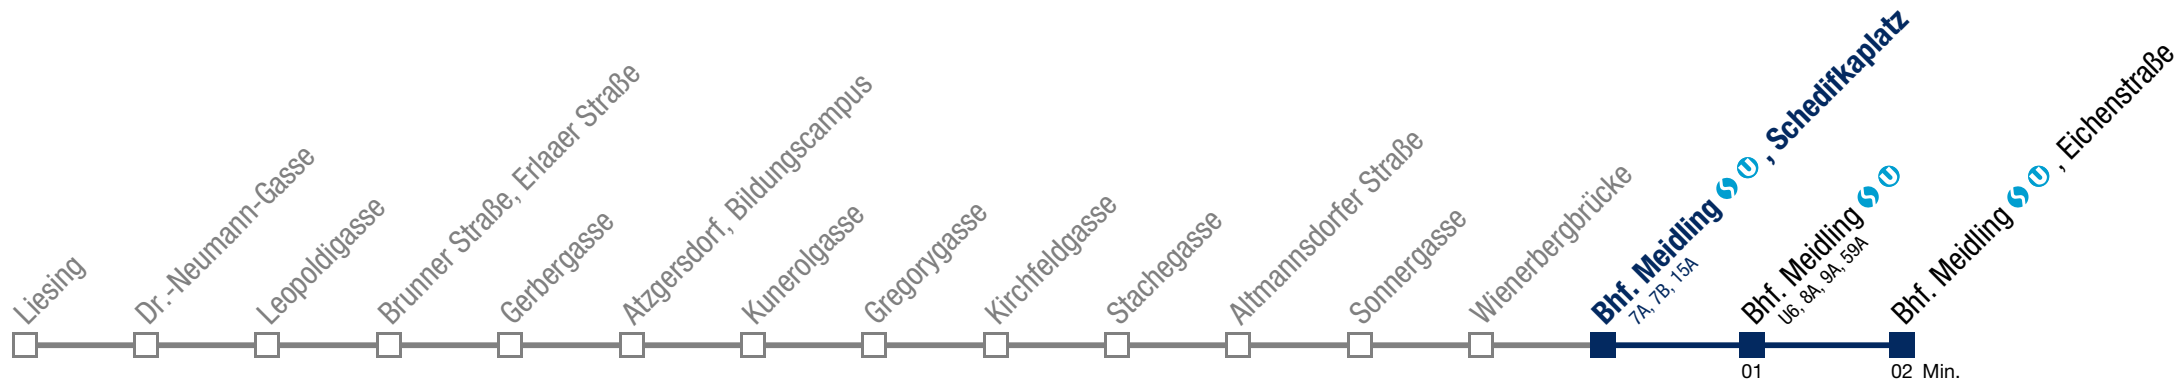 Liesing
Dr.-Neumann-Gasse
Leopoldigasse
Brunner Straße, Erlaaer Straße
Gerbergasse
Atzgersdorf, Bildungscampus
Kunerolgasse
Gregorygasse
Kirchfeldgasse
Stachegasse
Altmannsdorfer Straße
Sonnergasse
Wienerbergbrücke
Bhf. Meidling S U , Schedifkaplatz
7A, 7B, 15A
Bhf. Meidling S U
U6, 8A, 9A, 59A
Bhf. Meidling S U , Eichenstraße
01
02 Min.